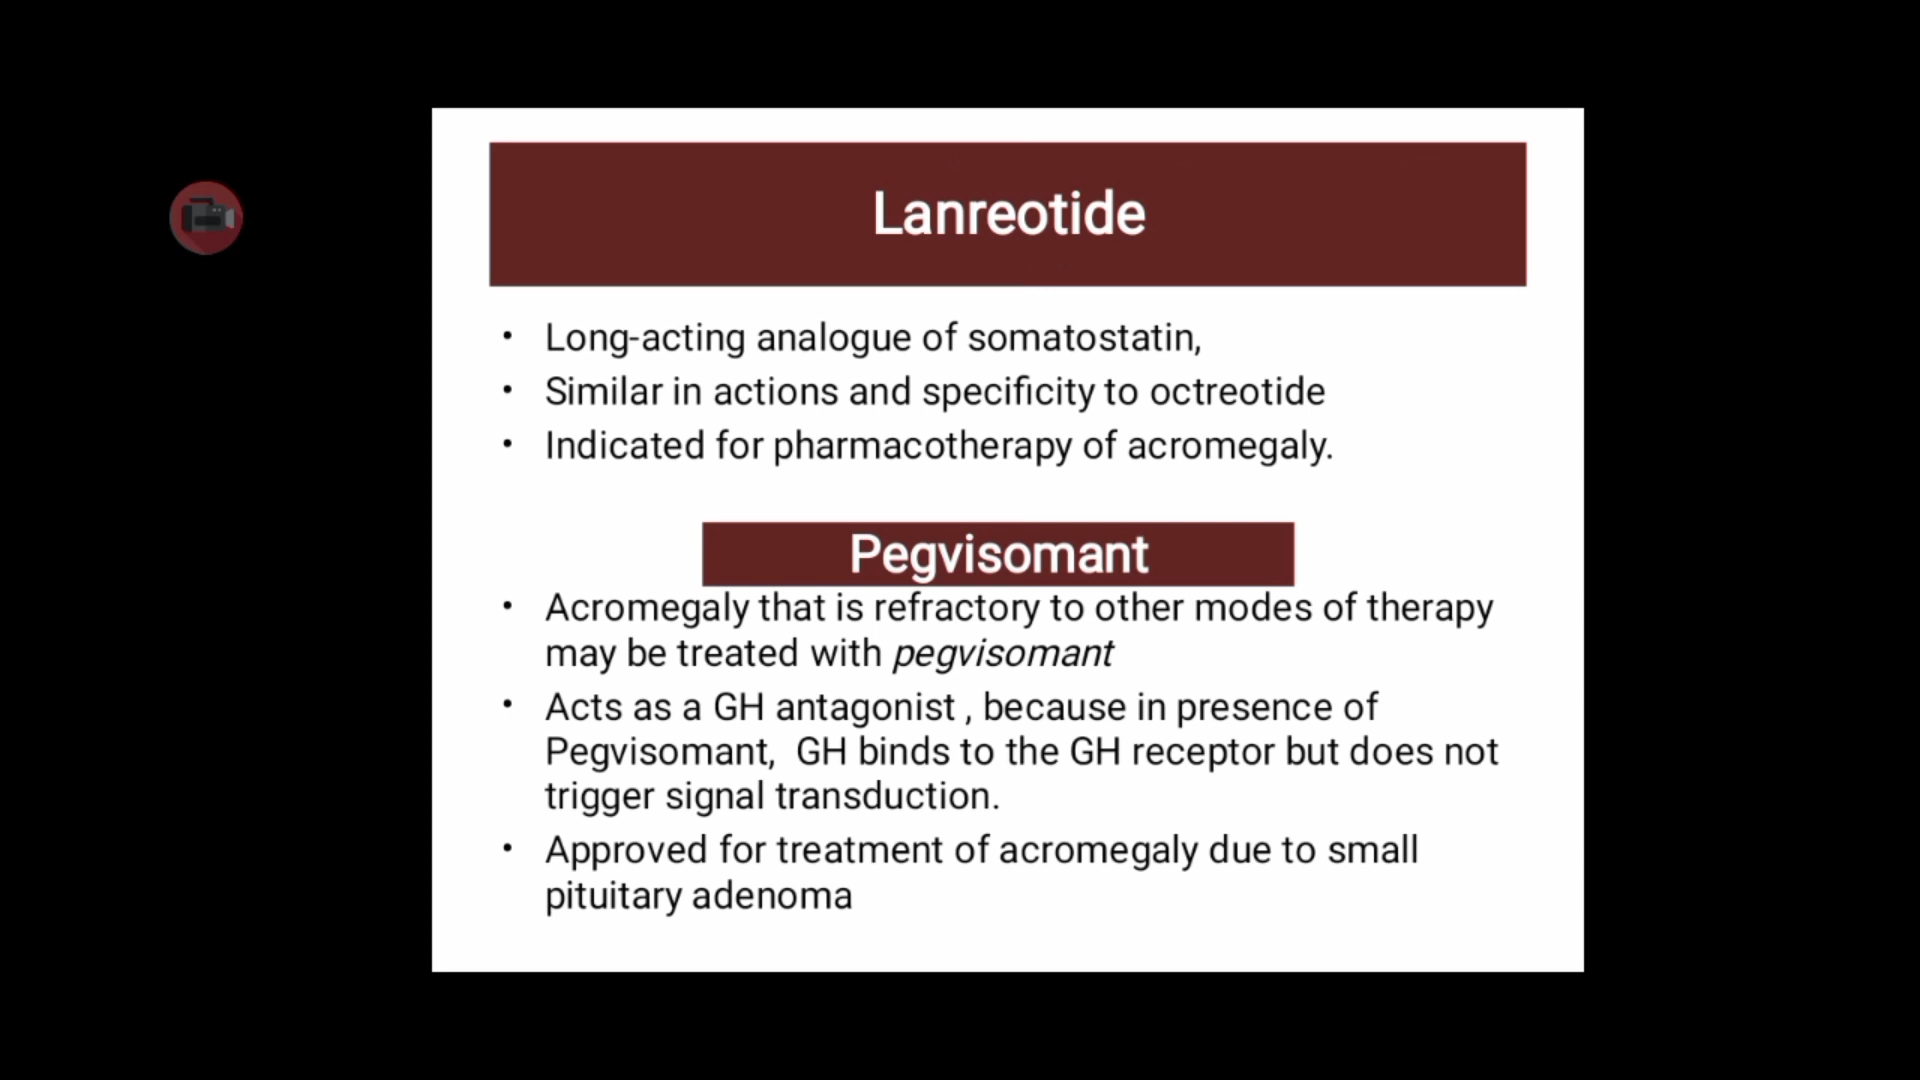 Lanreotide
• Long-acting analogue of somatostatin,
• Similar in actions and specificity to octreotide
• Indicated for pharmacotherapy of acromegaly.
Pegvisomant
• Acromegaly that is refractory to other modes of therapy
may be treated with pegvisomant
• Acts as a GH antagonist , because in presence of
Pegvisomant,  GH binds to the GH receptor but does not
trigger signal transduction.
• Approved for treatment of acromegaly due to small
pituitary adenoma